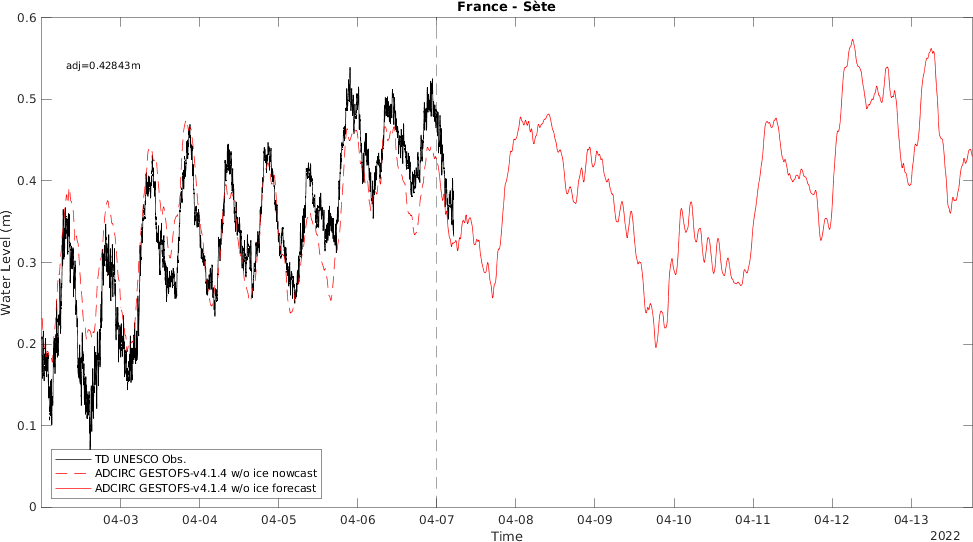 France - Sète
adj=0.42843m
Water Level (m)
0.6
0.5
0.4
0.3
0.2
0.1
0
TD UNESCO Obs.
ADCIRC GESTOFS-v4.1.4 w/o ice nowcast
ADCIRC GESTOFS-v4.1.4 w/o ice forecast
04-03 04-04 04-05 04-06 04-07 04-08 04-09 04-10 04-11 04-12 04-13
Time
2022